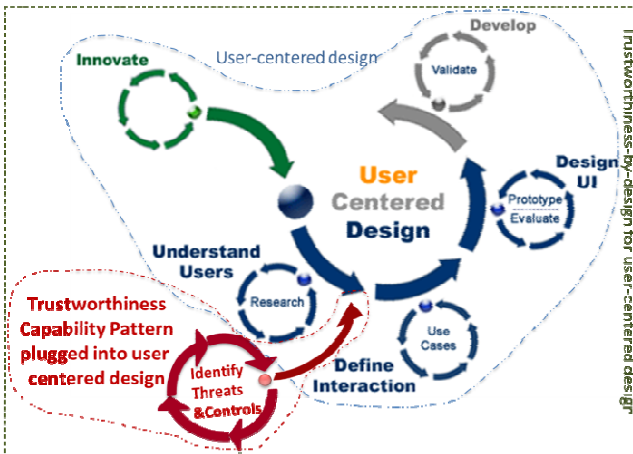 User-centered design
Innovate
Develop
Validate
User
Centered
Design
Design
UI
Prototype
Evaluate
Understand
Users
Research
Use
Cases
Define
Interaction
Trustworthiness
Capability Pattern
plugged into user
centered design
Identify
Threats
&Controls
Trustworthiness-by-design for user-centered design